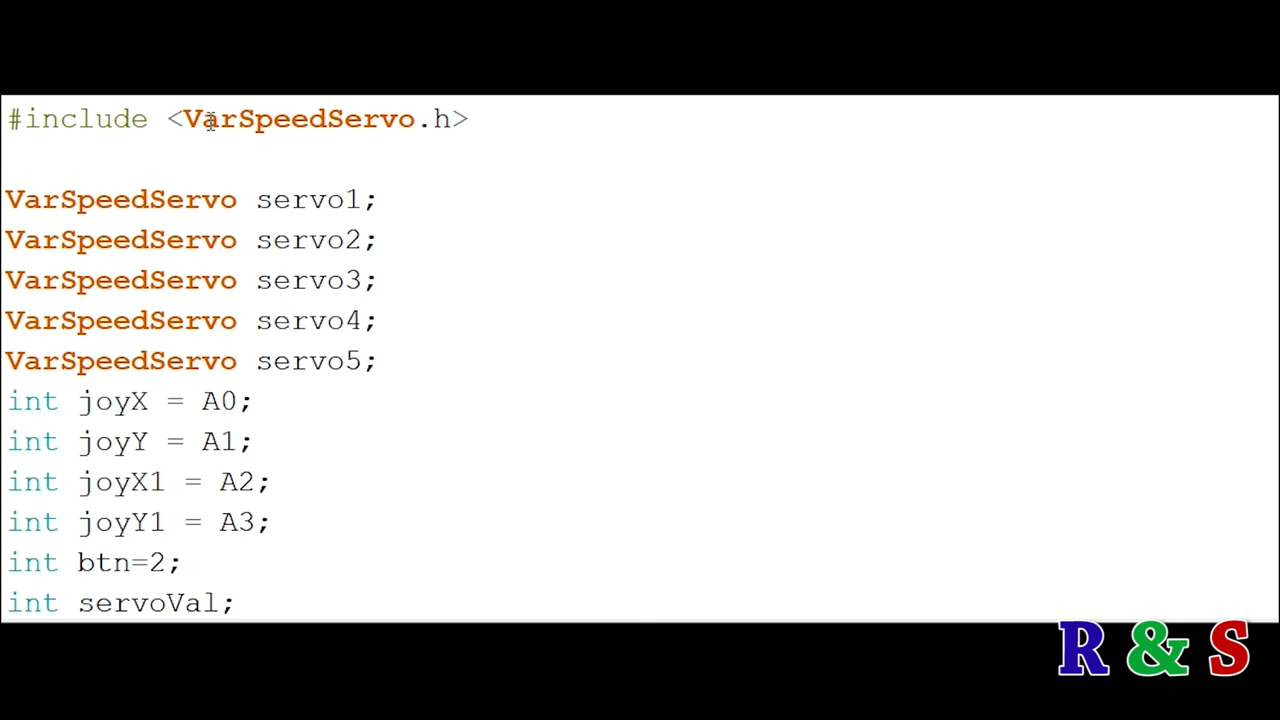 #include <VarSpeedServo.h>
VarSpeedServo servo1;
VarSpeedServo servo2;
VarSpeedServo servo3;
VarSpeedServo servo4;
VarSpeedServo servo5;
int joyX = A0;
int joyY = A1;
int joyX1 = A2;
int joyY1 = A3;
int btn=2;
int servoVal;
R & S